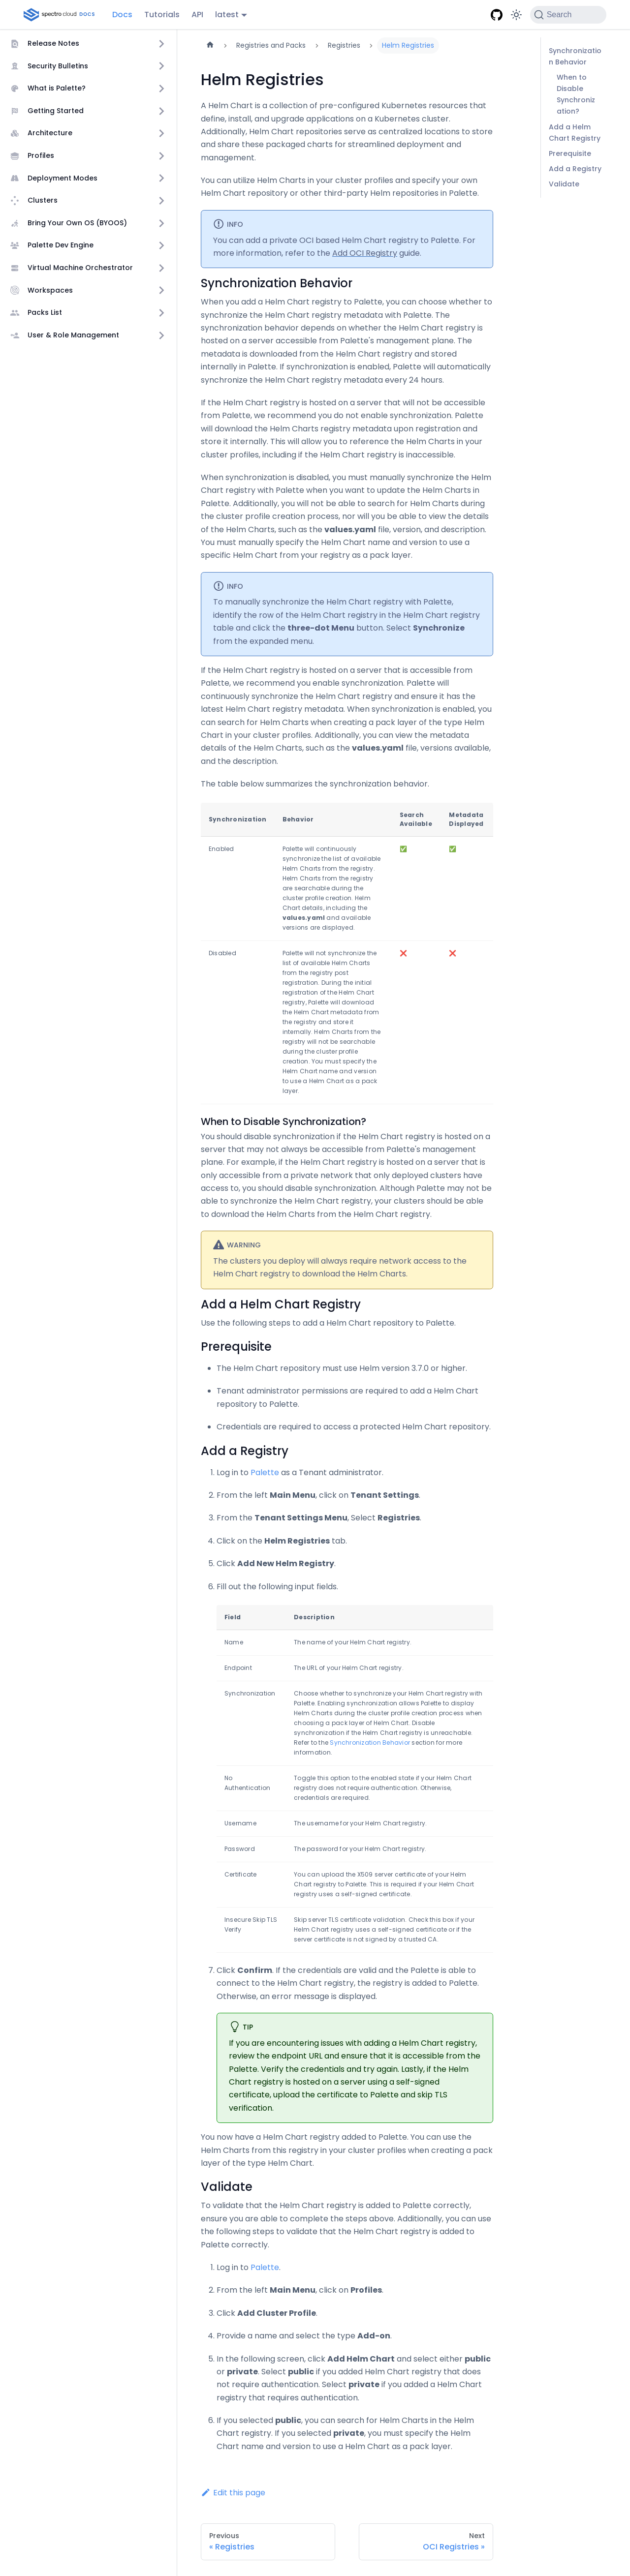 spectro cloud DOCS
Docs
Tutorials
API
latest
Search
Release Notes
Security Bulletins
What is Palette?
Getting Started
Architecture
Profiles
Deployment Modes
Clusters
Bring Your Own OS (BYOOS)
Palette Dev Engine
Virtual Machine Orchestrator
Workspaces
Packs List
User & Role Management
Registries and Packs
Registries
Helm Registries
Helm Registries
A Helm Chart is a collection of pre-configured Kubernetes resources that
define, install, and upgrade applications on a Kubernetes cluster.
Additionally, Helm Chart repositories serve as centralized locations to store
and share these packaged charts for streamlined deployment and
management.
You can utilize Helm Charts in your cluster profiles and specify your own
Helm Chart repository or other third-party Helm repositories in Palette.
INFO
You can add a private OCI based Helm Chart registry to Palette. For
more information, refer to the Add OCI Registry guide.
Synchronization Behavior
When you add a Helm Chart registry to Palette, you can choose whether to
synchronize the Helm Chart registry metadata with Palette. The
synchronization behavior depends on whether the Helm Chart registry is
hosted on a server accessible from Palette's management plane. The
metadata is downloaded from the Helm Chart registry and stored
internally in Palette. If synchronization is enabled, Palette will automatically
synchronize the Helm Chart registry metadata every 24 hours.
If the Helm Chart registry is hosted on a server that will not be accessible
from Palette, we recommend you do not enable synchronization. Palette
will download the Helm Charts registry metadata upon registration and
store it internally. This will allow you to reference the Helm Charts in your
cluster profiles, including if the Helm Chart registry is inaccessible.
When synchronization is disabled, you must manually synchronize the Helm
Chart registry with Palette when you want to update the Helm Charts in
Palette. Additionally, you will not be able to search for Helm Charts during
the cluster profile creation process, nor will you be able to view the details
of the Helm Charts, such as the values.yaml file, version, and description.
You must manually specify the Helm Chart name and version to use a
specific Helm Chart from your registry as a pack layer.
INFO
To manually synchronize the Helm Chart registry with Palette,
identify the row of the Helm Chart registry in the Helm Chart registry
table and click the three-dot Menu button. Select Synchronize
from the expanded menu.
If the Helm Chart registry is hosted on a server that is accessible from
Palette, we recommend you enable synchronization. Palette will
continuously synchronize the Helm Chart registry and ensure it has the
latest Helm Chart registry metadata. When synchronization is enabled, you
can search for Helm Charts when creating a pack layer of the type Helm
Chart in your cluster profiles. Additionally, you can view the metadata
details of the Helm Charts, such as the values.yaml file, versions available,
and the description.
The table below summarizes the synchronization behavior.
Synchronization
Behavior
Search
Available
Metadata
Displayed
Enabled
Palette will continuously
synchronize the list of available
Helm Charts from the registry.
Helm Charts from the registry
are searchable during the
cluster profile creation. Helm
Chart details, including the
values.yaml and available
versions are displayed.
✅
✅
Disabled
Palette will not synchronize the
list of available Helm Charts
from the registry post
registration. During the initial
registration of the Helm Chart
registry, Palette will download
the Helm Chart metadata from
the registry and store it
internally. Helm Charts from the
registry will not be searchable
during the cluster profile
creation. You must specify the
Helm Chart name and version
to use a Helm Chart as a pack
layer.
❌
❌
When to Disable Synchronization?
You should disable synchronization if the Helm Chart registry is hosted on a
server that may not always be accessible from Palette's management
plane. For example, if the Helm Chart registry is hosted on a server that is
only accessible from a private network that only deployed clusters have
access to, you should disable synchronization. Although Palette may not be
able to synchronize the Helm Chart registry, your clusters should be able
to download the Helm Charts from the Helm Chart registry.
WARNING
The clusters you deploy will always require network access to the
Helm Chart registry to download the Helm Charts.
Add a Helm Chart Registry
Use the following steps to add a Helm Chart repository to Palette.
Prerequisite
• The Helm Chart repository must use Helm version 3.7.0 or higher.
• Tenant administrator permissions are required to add a Helm Chart
repository to Palette.
• Credentials are required to access a protected Helm Chart repository.
Add a Registry
1. Log in to Palette as a Tenant administrator.
2. From the left Main Menu, click on Tenant Settings.
3. From the Tenant Settings Menu, Select Registries.
4. Click on the Helm Registries tab.
5. Click Add New Helm Registry.
6. Fill out the following input fields.
Field
Description
Name
The name of your Helm Chart registry.
Endpoint
The URL of your Helm Chart registry.
Synchronization
Choose whether to synchronize your Helm Chart registry with
Palette. Enabling synchronization allows Palette to display
Helm Charts during the cluster profile creation process when
choosing a pack layer of Helm Chart. Disable
synchronization if the Helm Chart registry is unreachable.
Refer to the Synchronization Behavior section for more
information.
No
Authentication
Toggle this option to the enabled state if your Helm Chart
registry does not require authentication. Otherwise,
credentials are required.
Username
The username for your Helm Chart registry.
Password
The password for your Helm Chart registry.
Certificate
You can upload the X509 server certificate of your Helm
Chart registry to Palette. This is required if your Helm Chart
registry uses a self-signed certificate.
Insecure Skip TLS
Verify
Skip server TLS certificate validation. Check this box if your
Helm Chart registry uses a self-signed certificate or if the
server certificate is not signed by a trusted CA.
7. Click Confirm. If the credentials are valid and the Palette is able to
connect to the Helm Chart registry, the registry is added to Palette.
Otherwise, an error message is displayed.
TIP
If you are encountering issues with adding a Helm Chart registry,
review the endpoint URL and ensure that it is accessible from the
Palette. Verify the credentials and try again. Lastly, if the Helm
Chart registry is hosted on a server using a self-signed
certificate, upload the certificate to Palette and skip TLS
verification.
You now have a Helm Chart registry added to Palette. You can use the
Helm Charts from this registry in your cluster profiles when creating a pack
layer of the type Helm Chart.
Validate
To validate that the Helm Chart registry is added to Palette correctly,
ensure you are able to complete the steps above. Additionally, you can use
the following steps to validate that the Helm Chart registry is added to
Palette correctly.
1. Log in to Palette.
2. From the left Main Menu, click on Profiles.
3. Click Add Cluster Profile.
4. Provide a name and select the type Add-on.
5. In the following screen, click Add Helm Chart and select either public
or private. Select public if you added Helm Chart registry that does
not require authentication. Select private if you added a Helm Chart
registry that requires authentication.
6. If you selected public, you can search for Helm Charts in the Helm
Chart registry. If you selected private, you must specify the Helm
Chart name and version to use a Helm Chart as a pack layer.
Edit this page
Previous
« Registries
Next
OCI Registries »
Synchronizatio
n Behavior
When to
Disable
Synchroniz
ation?
Add a Helm
Chart Registry
Prerequisite
Add a Registry
Validate